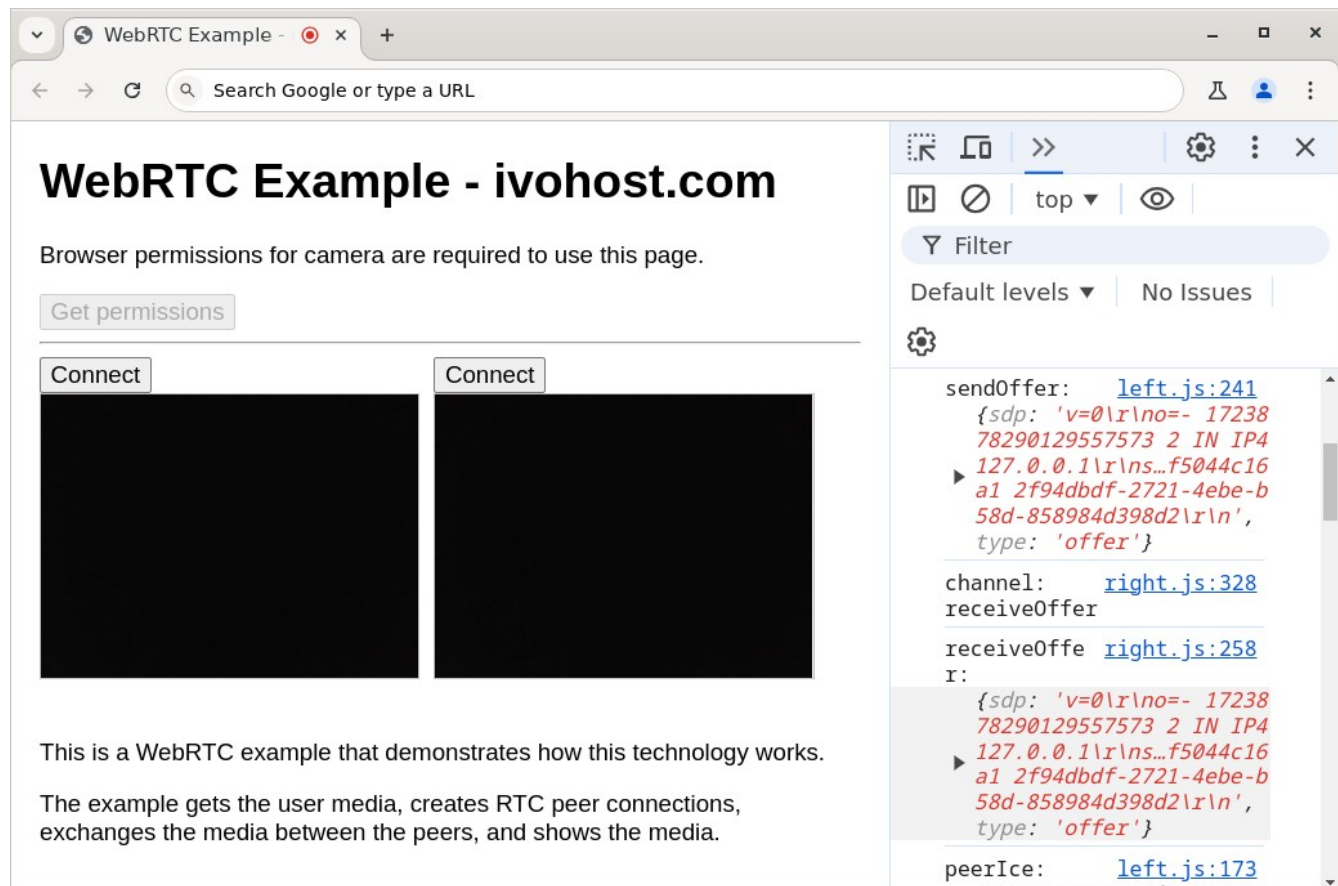 WebRTC Example -
Search Google or type a URL
WebRTC Example - ivohost.com
Browser permissions for camera are required to use this page.
Get permissions
Connect
Connect
This is a WebRTC example that demonstrates how this technology works.
The example gets the user media, creates RTC peer connections,
exchanges the media between the peers, and shows the media.
top
Filter
Default levels
No Issues
sendOffer: left.js:241
{sdp: 'v=0\r\no=- 17238
78290129557573 2 IN IP4
127.0.0.1\r\ns…f5044c16
a1 2f94dbdf-2721-4ebe-b
58d-858984d398d2\r\n',
type: 'offer'}
channel: right.js:328
receiveOffer
receiveOffe right.js:258
r:
{sdp: 'v=0\r\no=- 17238
78290129557573 2 IN IP4
127.0.0.1\r\ns…f5044c16
a1 2f94dbdf-2721-4ebe-b
58d-858984d398d2\r\n',
type: 'offer'}
peerIce: left.js:173